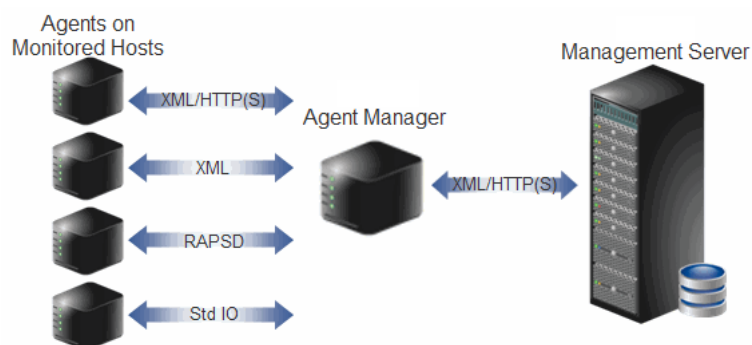 Agents on
Monitored Hosts
Management Server
XML/HTTP(S)
Agent Manager
XML
XML/HTTP(S)
RAPSD
Std IO